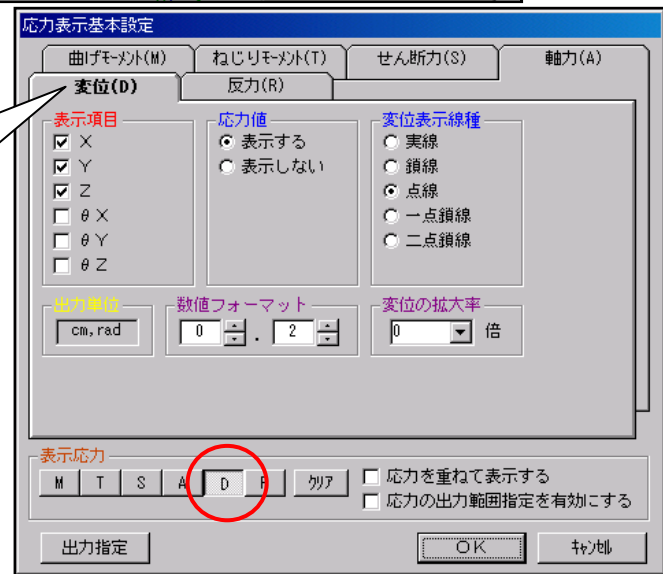 応力表示基本設定
曲げモーメント(M)
ねじりモーメント(T)
せん断力(S)
軸力(A)
変位(D)
反力(R)
表示項目
X
Y
Z
θX
θY
θZ
応力値
表示する
表示しない
変位表示線種
実線
鎖線
点線
一点鎖線
二点鎖線
出力単位
cm,rad
数値フォーマット
0 . 2
変位の拡大率
0 倍
表示応力
M T S A D R クリア
応力を重ねて表示する
応力の出力範囲指定を有効にする
出力指定
OK
キャンセル